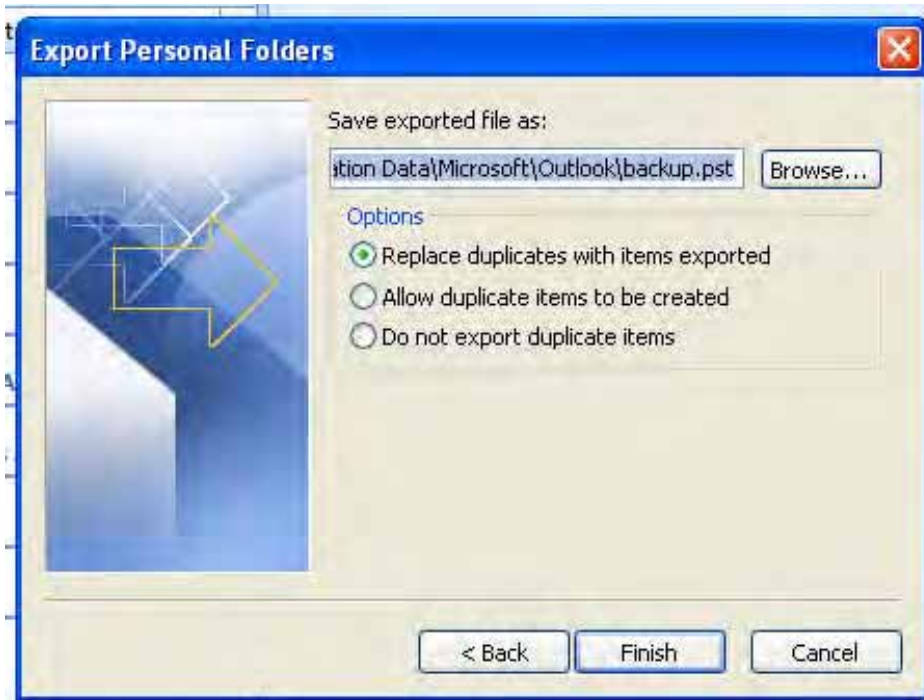 Export Personal Folders
Save exported file as:
ation Data\Microsoft\Outlook\backup.pst
Browse...
Options
Replace duplicates with items exported
Allow duplicate items to be created
Do not export duplicate items
< Back
Finish
Cancel